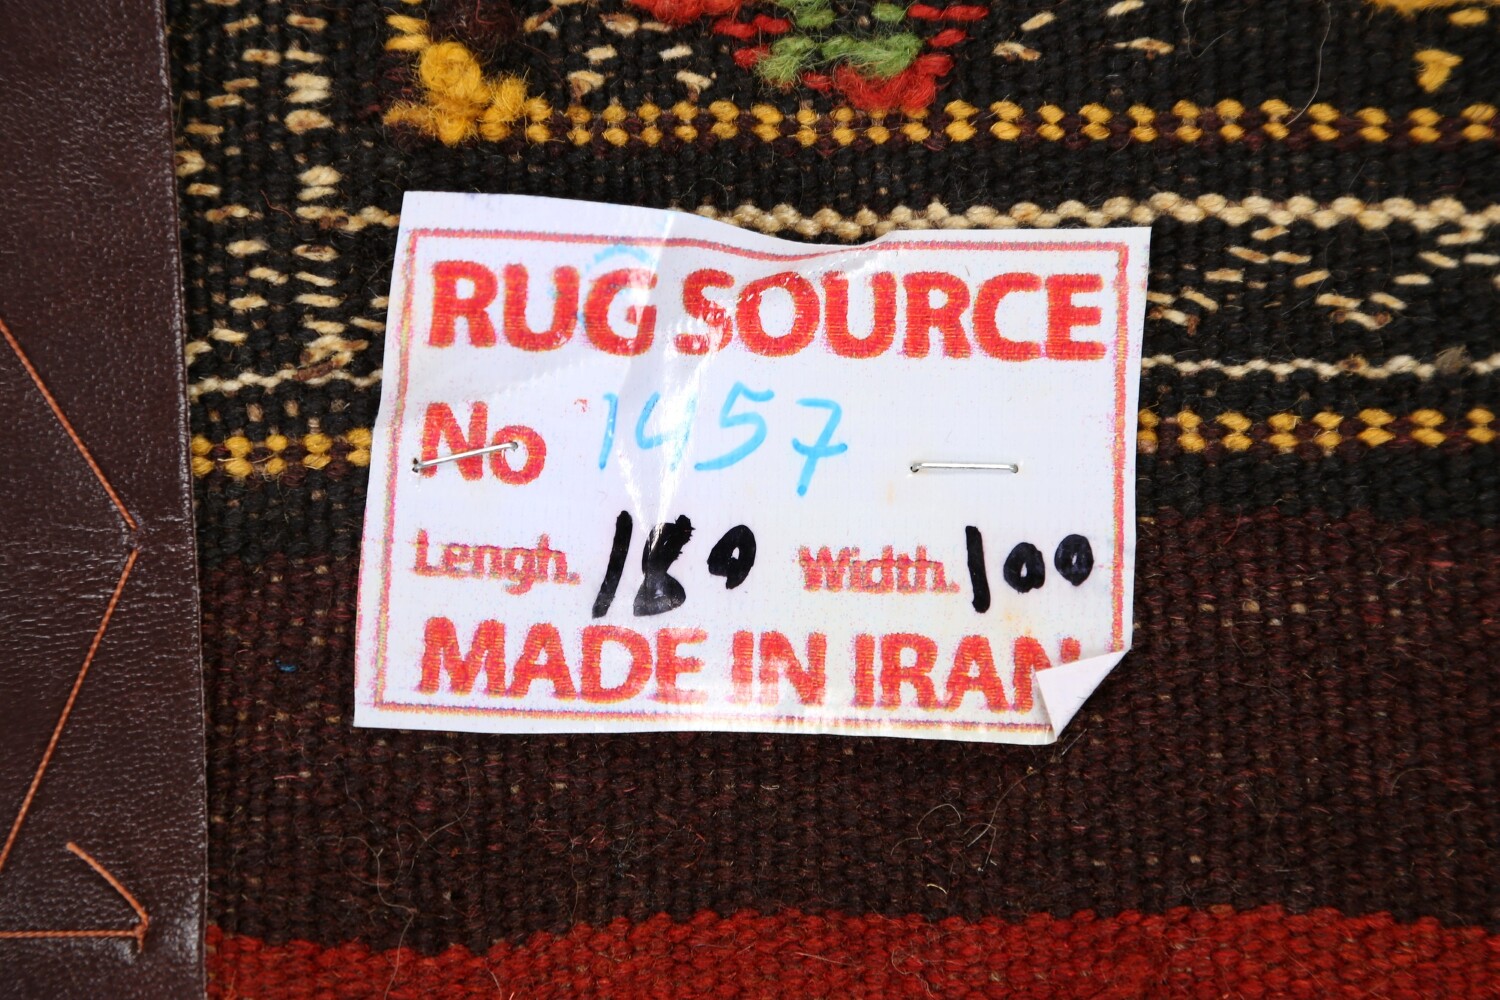 RUG SOURCE
No 1457
Lengh. 180 Width. 100
MADE IN IRAN